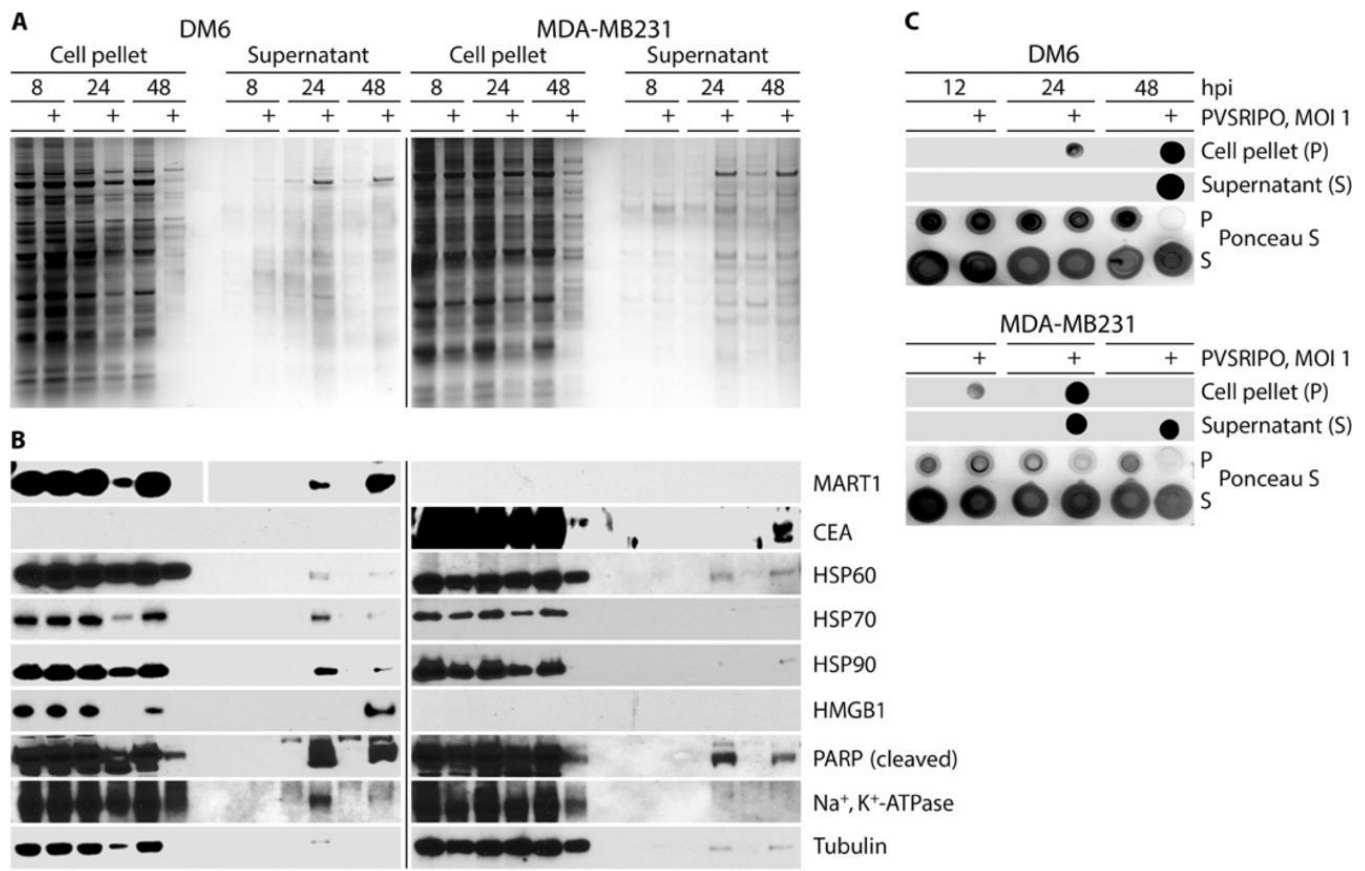 A
DM6 MDA-MB231
Cell pellet Supernatant Cell pellet Supernatant
8 24 48 8 24 48 8 24 48 8 24 48
+ + + + + + + + + + + +
B
MART1
CEA
HSP60
HSP70
HSP90
HMGB1
PARP (cleaved)
Na⁺, K⁺-ATPase
Tubulin
C
DM6
12 24 48 hpi
+ + + PVSRIPO, MOI 1
Cell pellet (P)
Supernatant (S)
P
Ponceau S
S
MDA-MB231
+ + + PVSRIPO, MOI 1
Cell pellet (P)
Supernatant (S)
P
Ponceau S
S